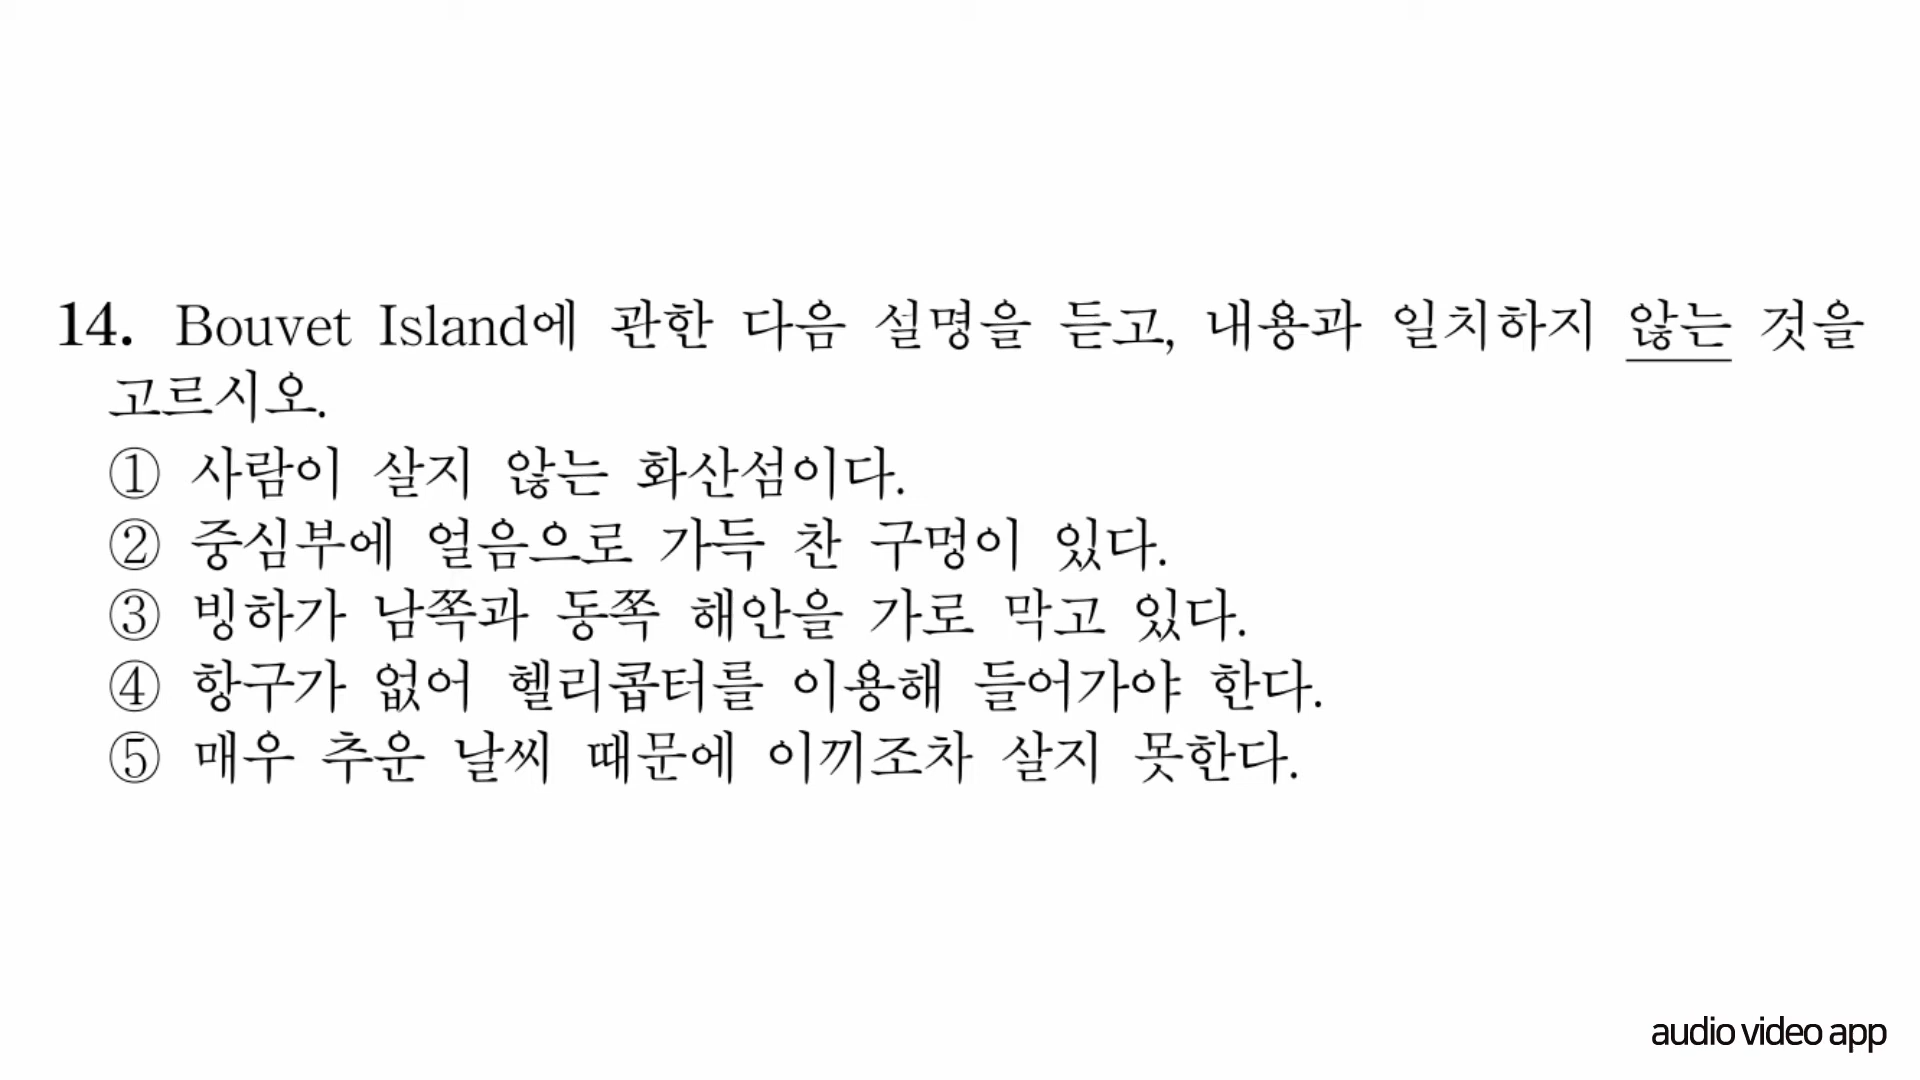 14. Bouvet Island에 관한 다음 설명을 듣고, 내용과 일치하지 않는 것을
고르시오.
① 사람이 살지 않는 화산섬이다.
② 중심부에 얼음으로 가득 찬 구멍이 있다.
③ 빙하가 남쪽과 동쪽 해안을 가로 막고 있다.
④ 항구가 없어 헬리콥터를 이용해 들어가야 한다.
⑤ 매우 추운 날씨 때문에 이끼조차 살지 못한다.
audio video app